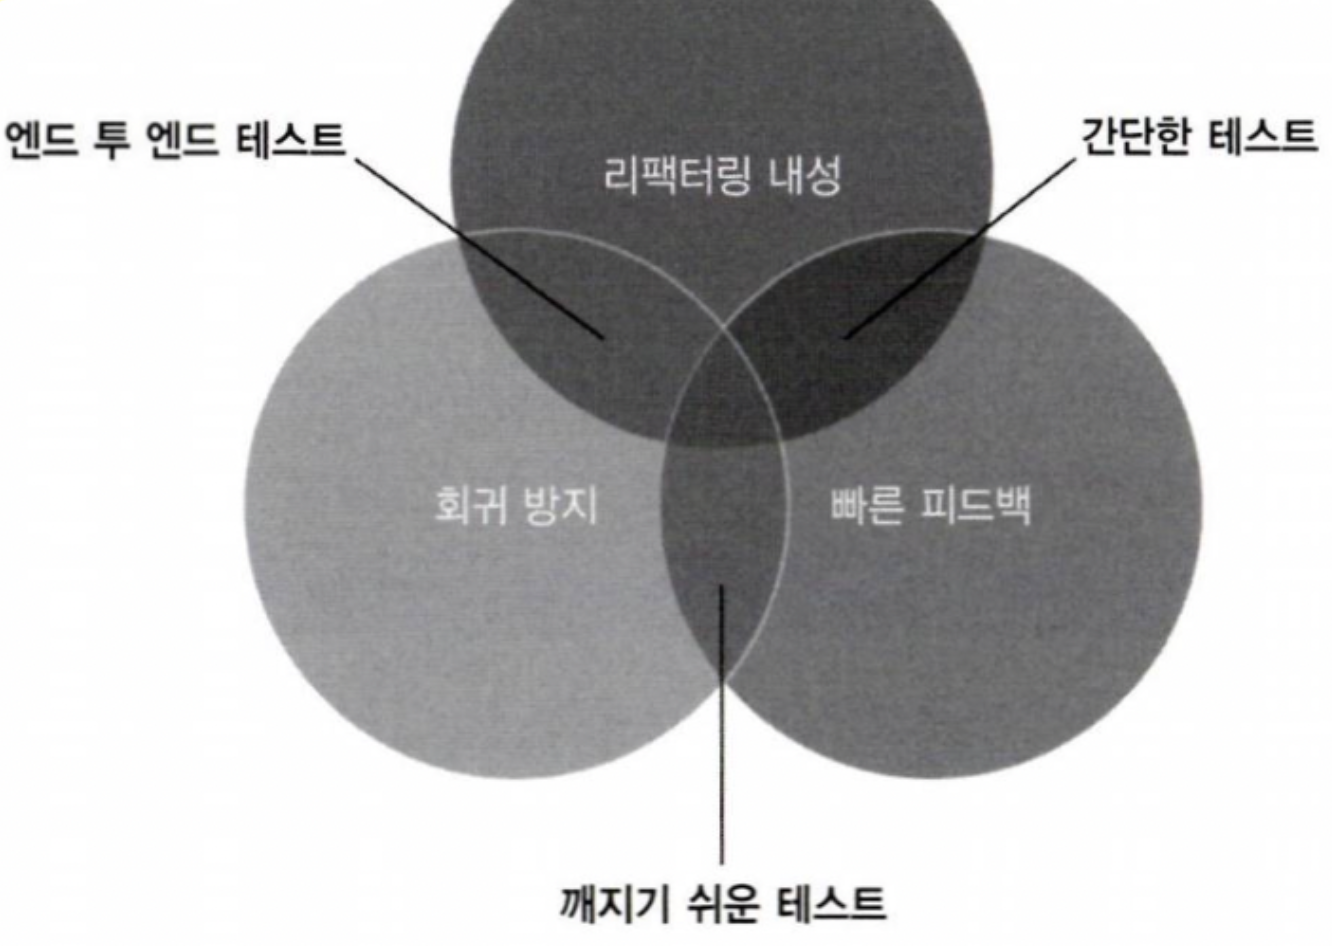 엔드 투 엔드 테스트
간단한 테스트
리팩터링 내성
회귀 방지
빠른 피드백
깨지기 쉬운 테스트